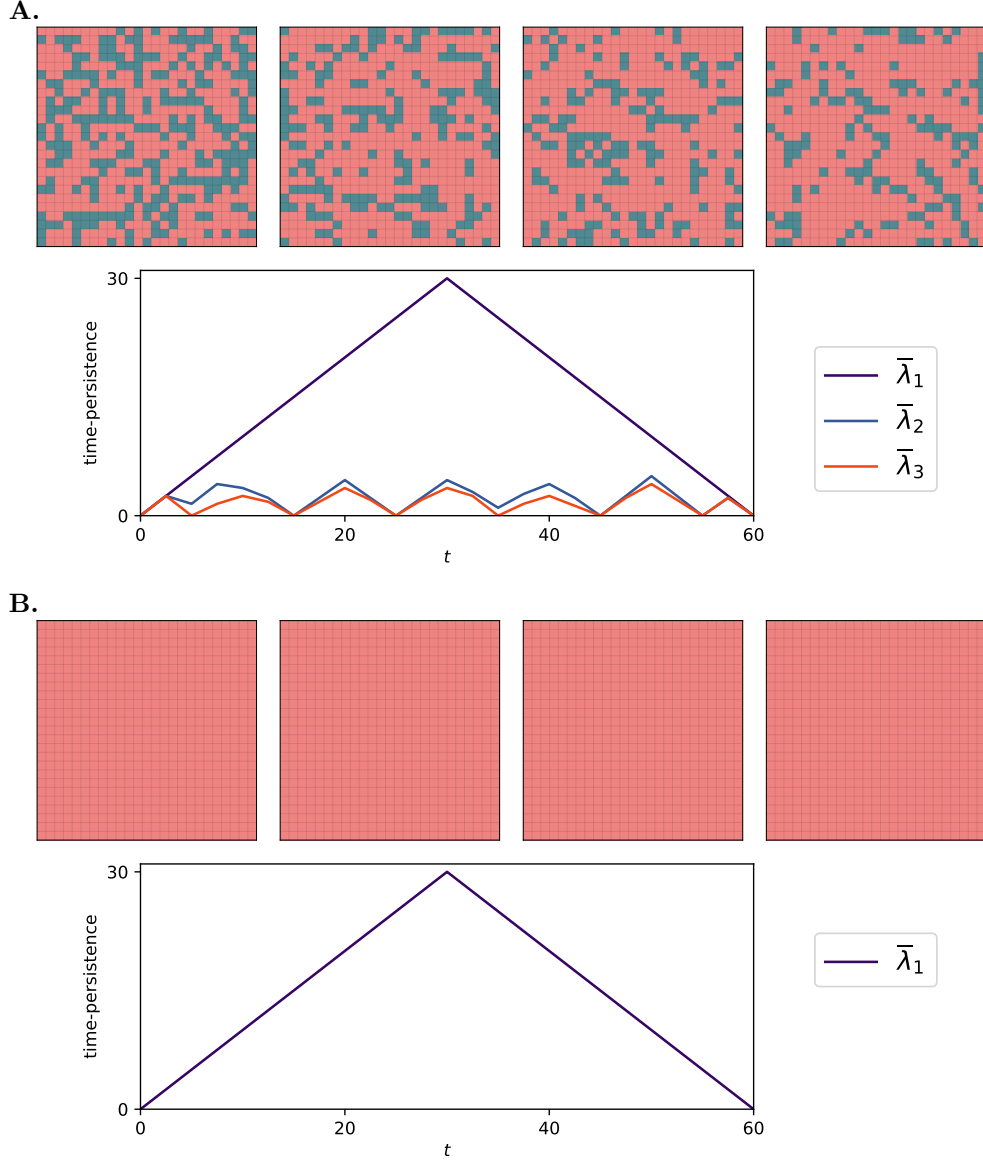 A.
30
time-persistence
0
0 20 40 60
t
λ̅₁
λ̅₂
λ̅₃
B.
30
time-persistence
0
0 20 40 60
t
λ̅₁